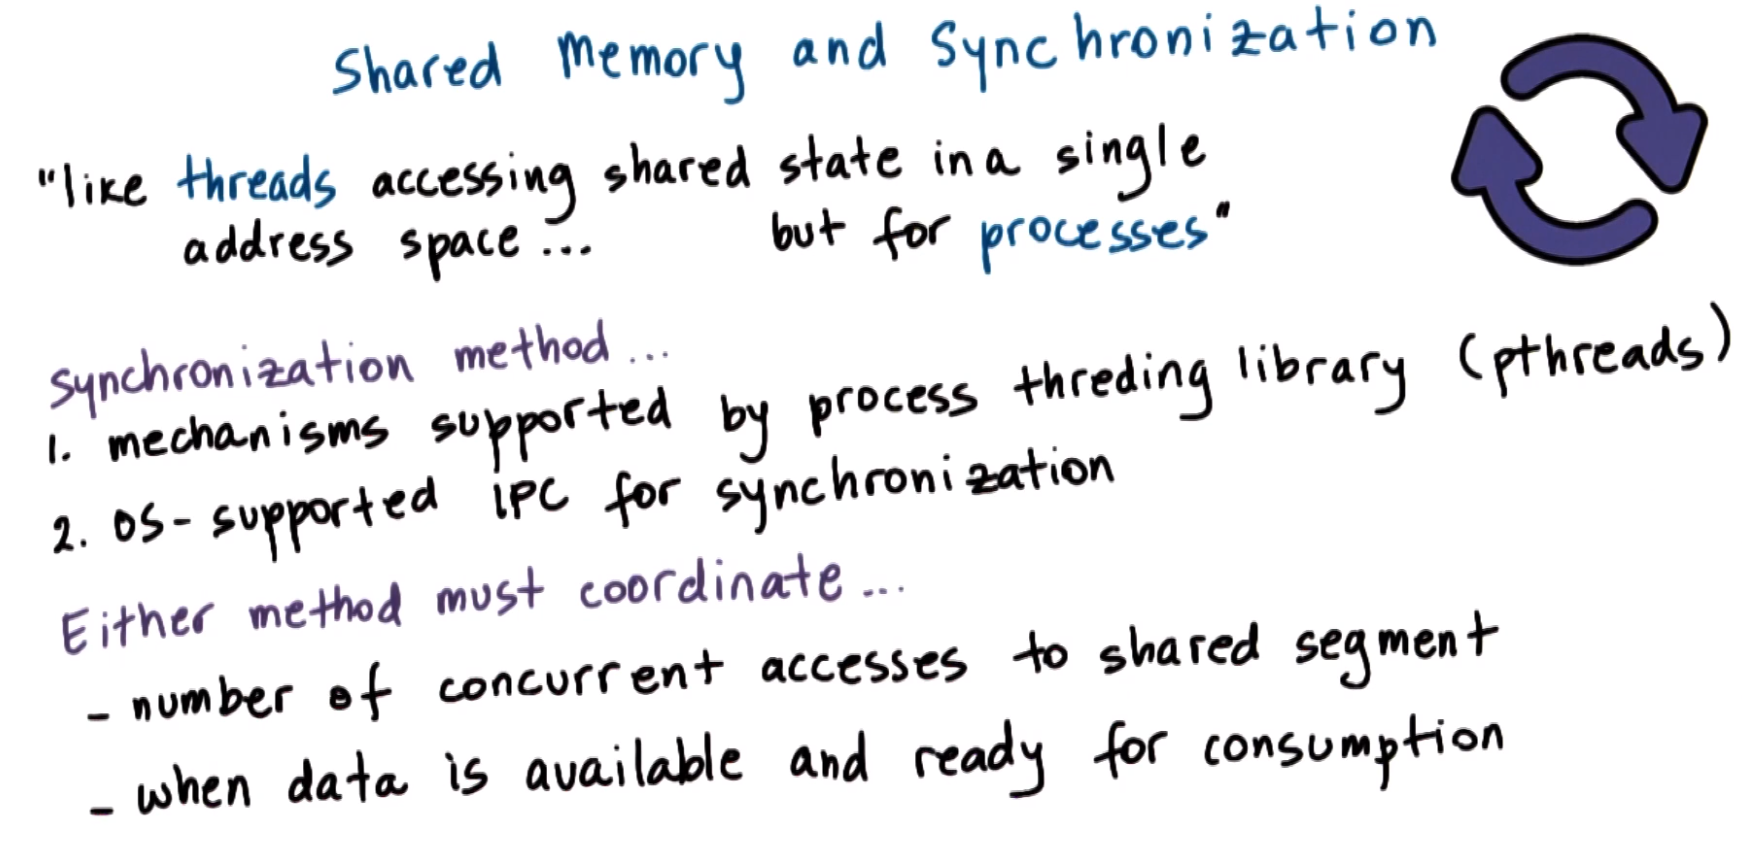 Shared Memory and Synchronization
"like threads accessing shared state in a single
address space... but for processes"
Synchronization method...
1. mechanisms supported by process threding library (pthreads)
2. OS-supported IPC for synchronization
Either method must coordinate...
- number of concurrent accesses to shared segment
- when data is available and ready for consumption